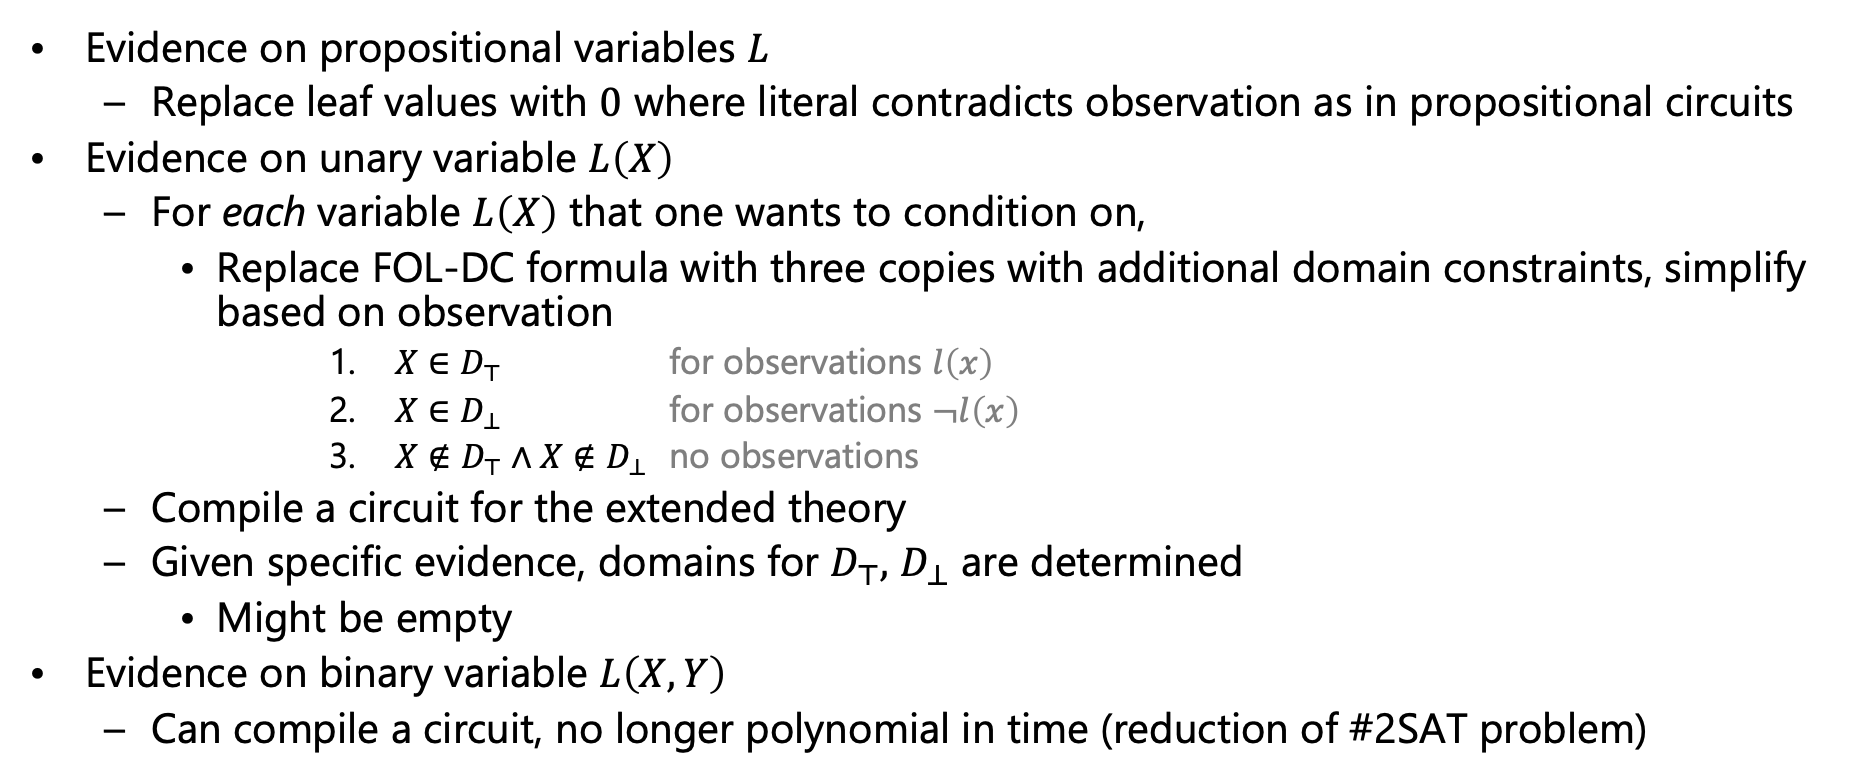 • Evidence on propositional variables L
– Replace leaf values with 0 where literal contradicts observation as in propositional circuits
• Evidence on unary variable L(X)
– For each variable L(X) that one wants to condition on,
• Replace FOL-DC formula with three copies with additional domain constraints, simplify
based on observation
1. X ∈ D⊤ for observations l(x)
2. X ∈ D⊥ for observations ¬l(x)
3. X ∉ D⊤ ∧ X ∉ D⊥ no observations
– Compile a circuit for the extended theory
– Given specific evidence, domains for D⊤, D⊥ are determined
• Might be empty
• Evidence on binary variable L(X, Y)
– Can compile a circuit, no longer polynomial in time (reduction of #2SAT problem)